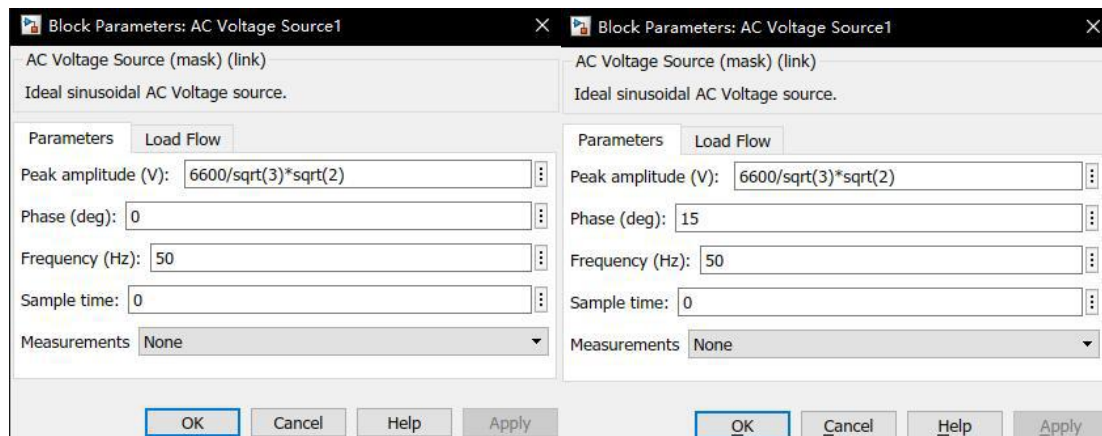 Block Parameters: AC Voltage Source1
AC Voltage Source (mask) (link)
Ideal sinusoidal AC Voltage source.
Parameters Load Flow
Peak amplitude (V): 6600/sqrt(3)*sqrt(2)
Phase (deg): 0
Frequency (Hz): 50
Sample time: 0
Measurements None
OK Cancel Help Apply
Block Parameters: AC Voltage Source1
AC Voltage Source (mask) (link)
Ideal sinusoidal AC Voltage source.
Parameters Load Flow
Peak amplitude (V): 6600/sqrt(3)*sqrt(2)
Phase (deg): 15
Frequency (Hz): 50
Sample time: 0
Measurements None
OK Cancel Help Apply